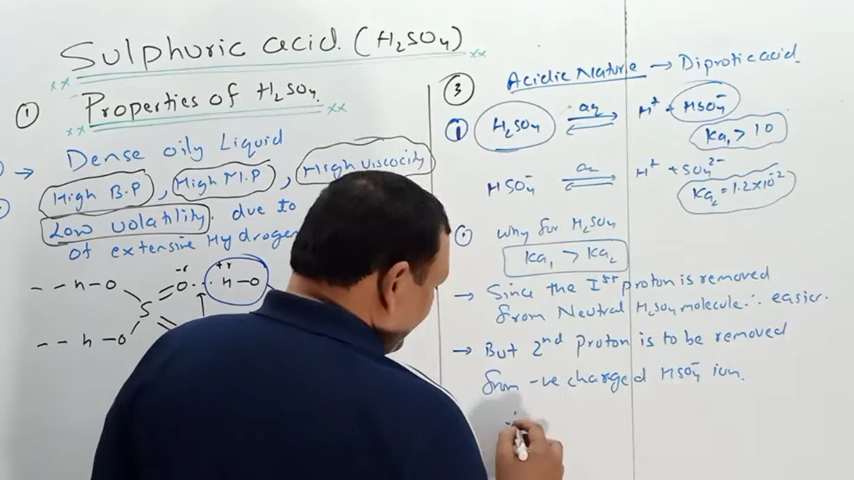 Sulphuric acid. (H₂SO₄)
① Properties of H₂SO₄.
→ Dense oily Liquid
High B.P, High M.P, High viscosity
Low volatility. due to
of extensive Hydrogen
-- H-O O-- H-O
S
-- H-O
③ Acidic Nature → Diprotic acid.
① H₂SO₄ aq ⇌ H⁺ + HSO₄⁻
Ka₁ > 10
HSO₄⁻ aq ⇌ H⁺ + SO₄²⁻
Ka₂ = 1.2×10⁻²
why for H₂SO₄
Ka₁ > Ka₂
→ Since the Iˢᵗ proton is removed
from Neutral H₂SO₄ molecule ∴ easier.
→ But 2ⁿᵈ Proton is to be removed
from -ve charged HSO₄⁻ ion.